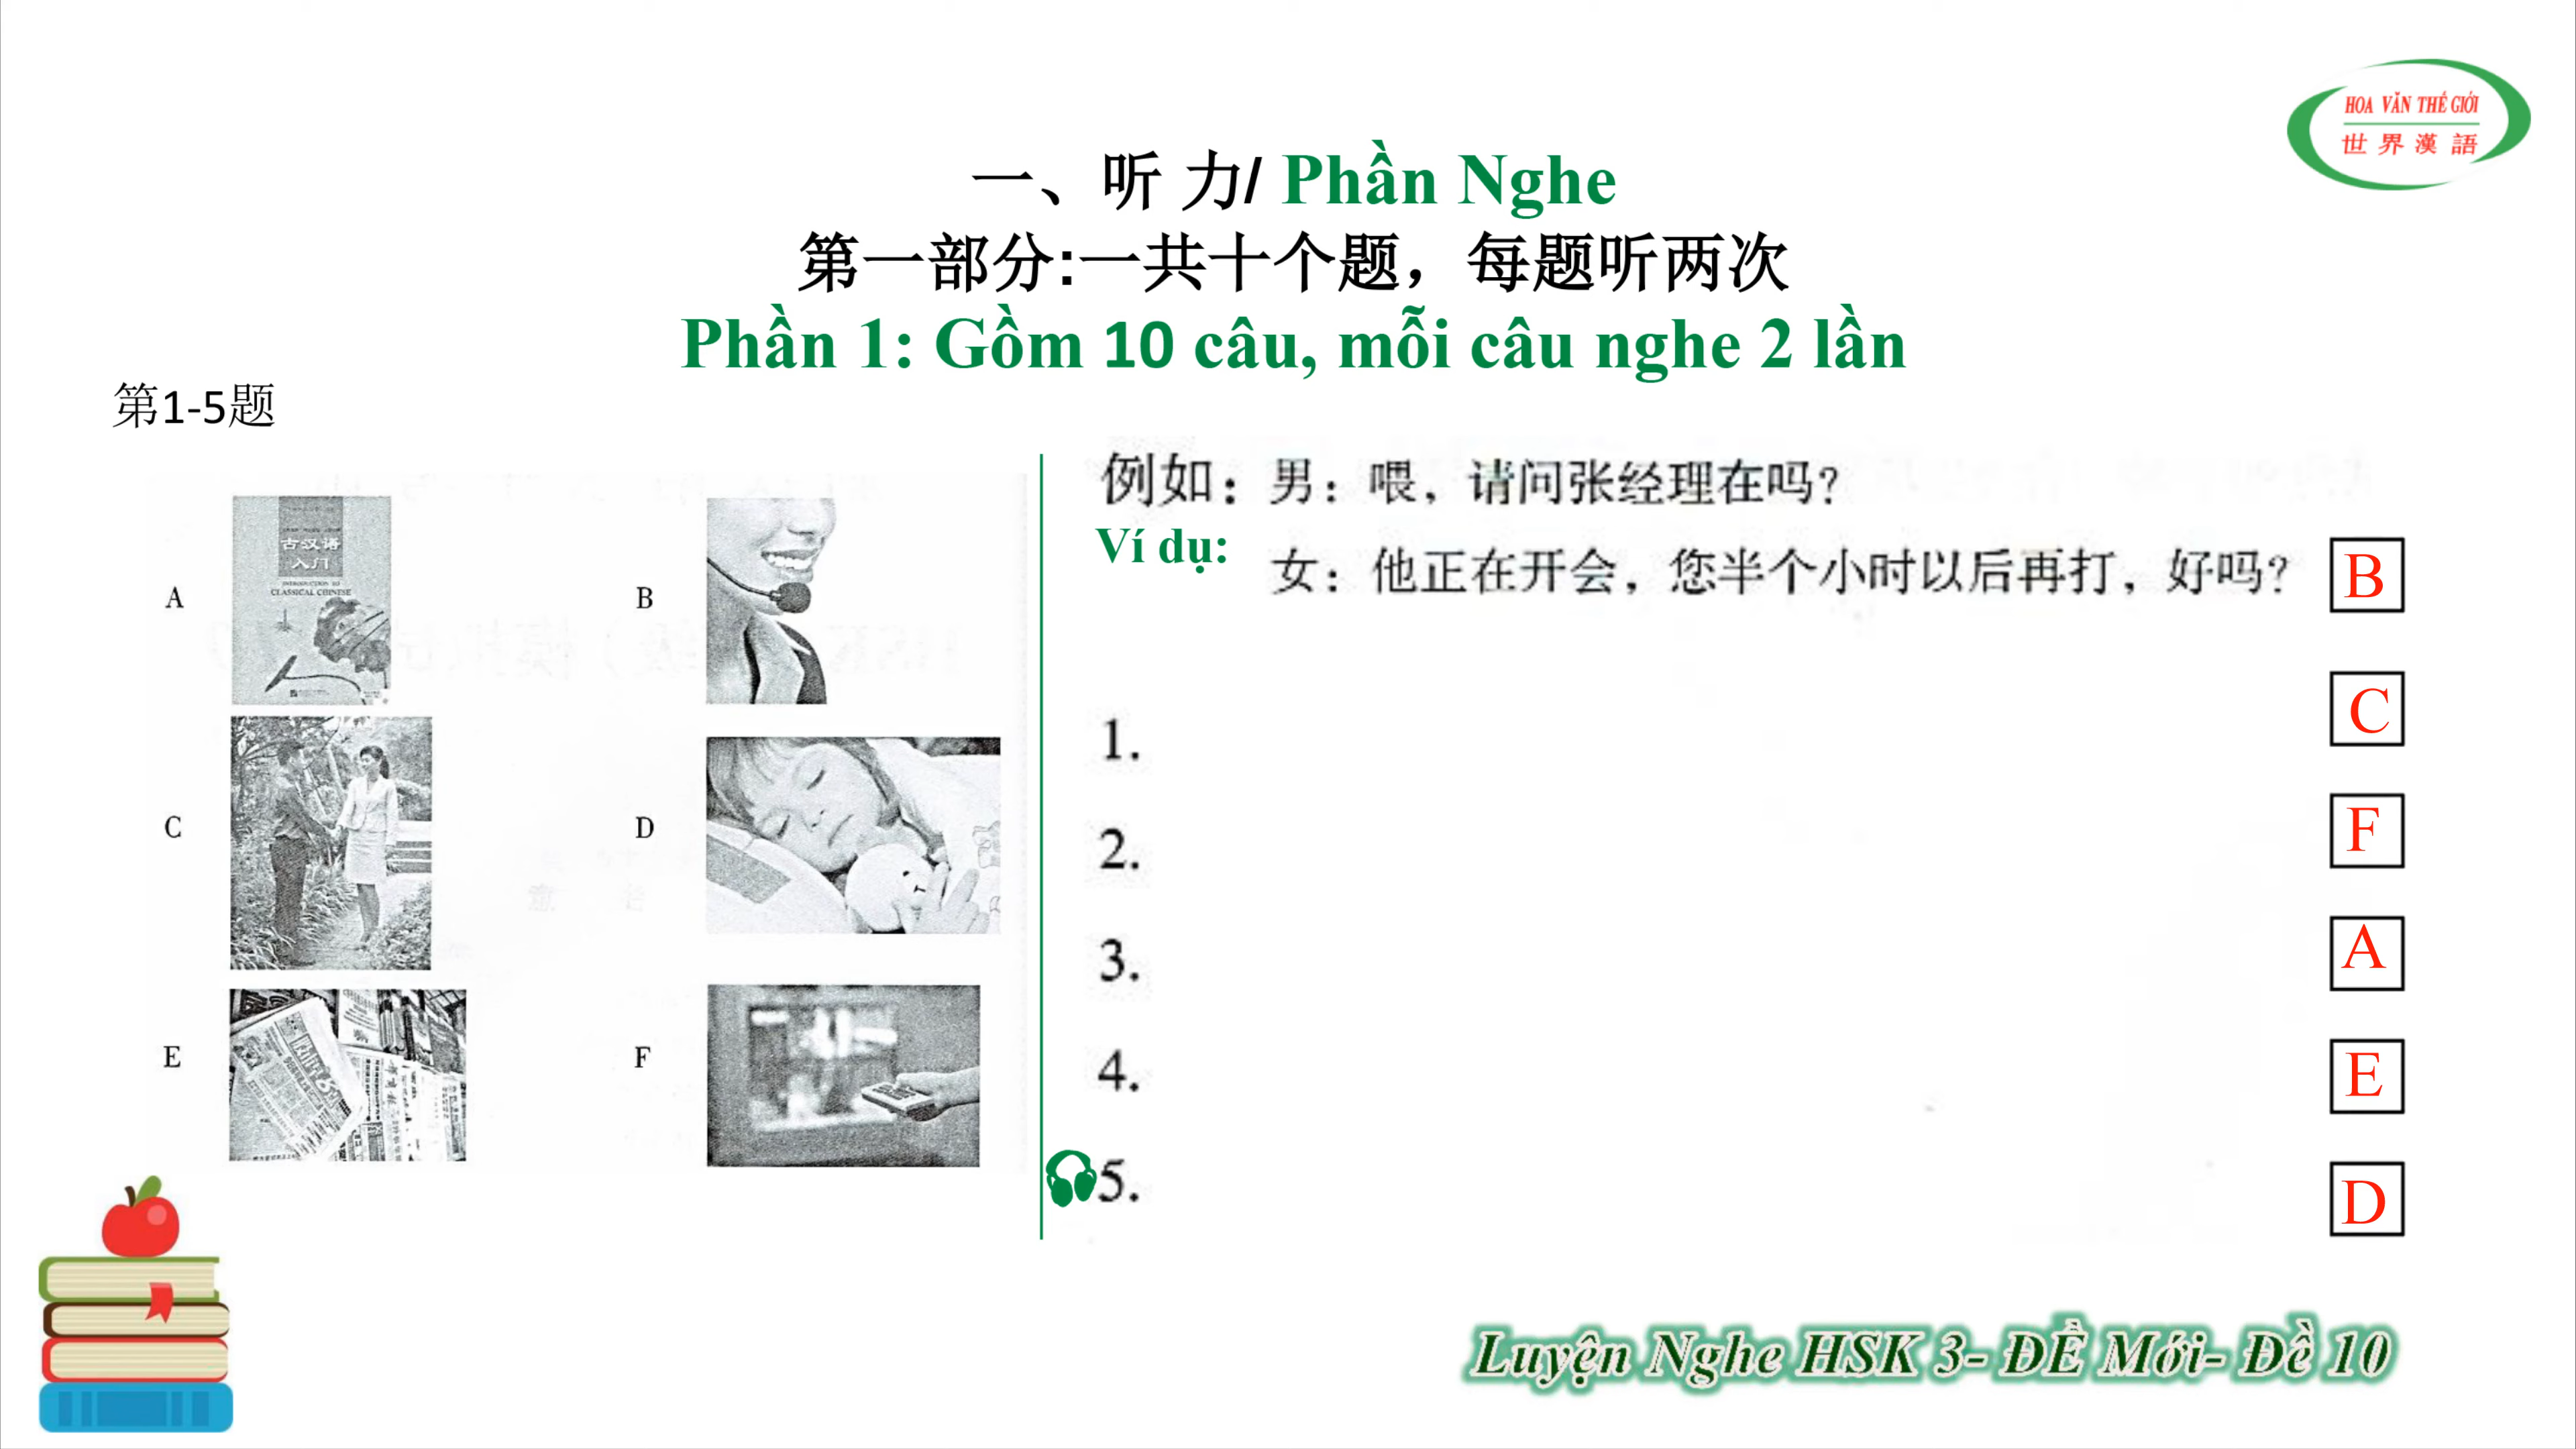 HOA VĂN THẾ GIỚI
世界漢語
一、听 力/ Phần Nghe
第一部分:一共十个题，每题听两次
Phần 1: Gồm 10 câu, mỗi câu nghe 2 lần
第1-5题
A
古汉语
入门
INTRODUCTION TO
CLASSICAL CHINESE
B
C
D
E
F
例如：男：喂，请问张经理在吗？
Ví dụ:
女：他正在开会，您半个小时以后再打，好吗？ B
1. C
2. F
3. A
4. E
5. D
Luyện Nghe HSK 3- ĐỀ Mới- Đề 10